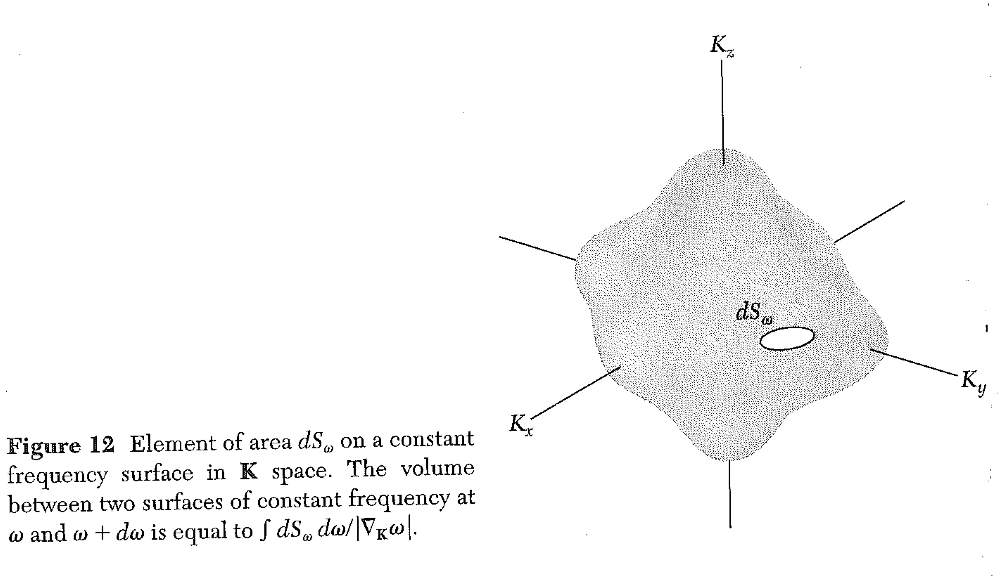 K_z
dS_ω
K_y
K_x
Figure 12 Element of area dS_ω on a constant
frequency surface in K space. The volume
between two surfaces of constant frequency at
ω and ω + dω is equal to ∫ dS_ω dω/|∇_K ω|.